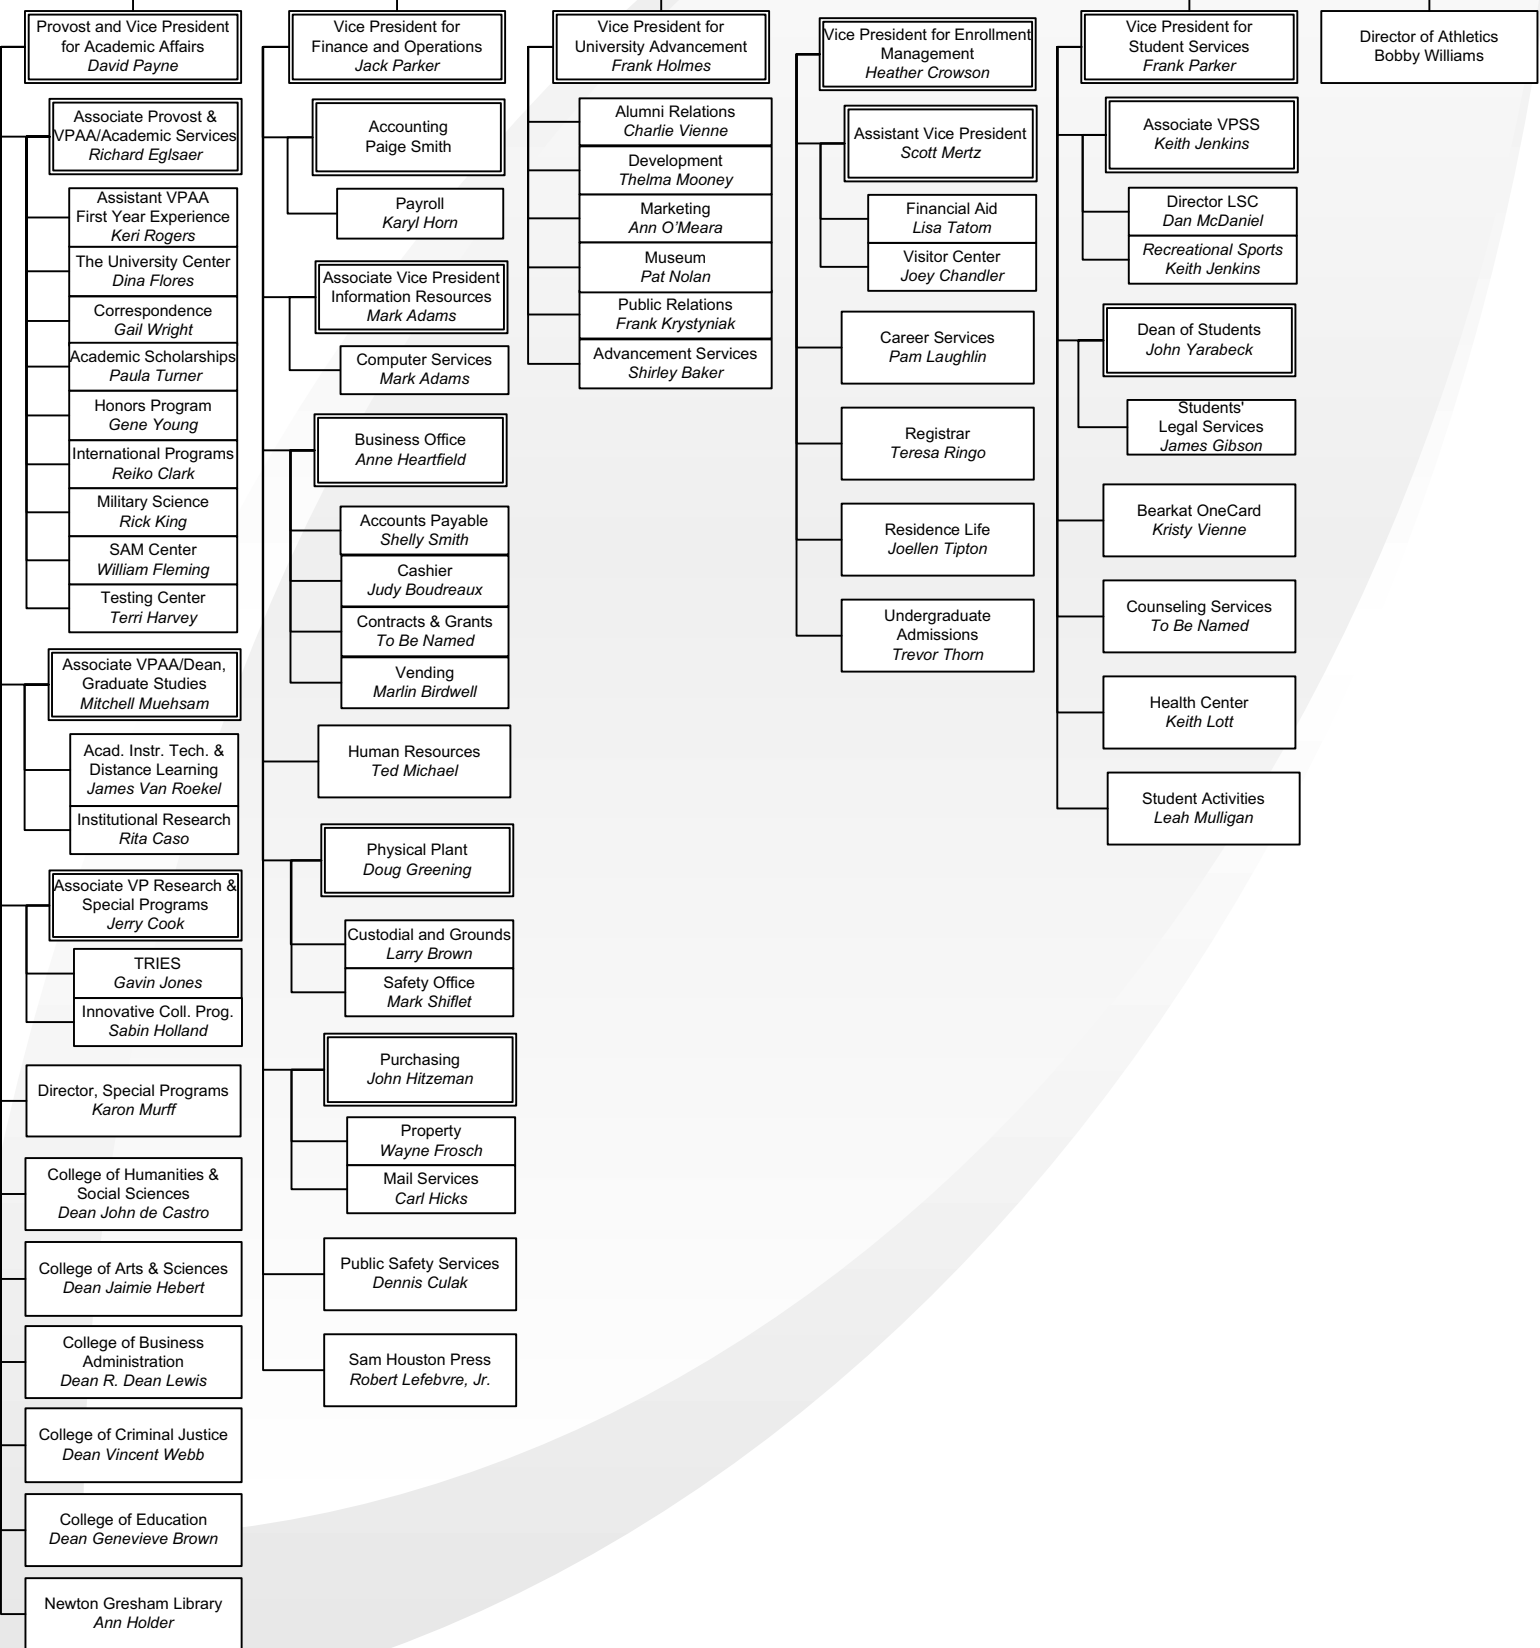 Provost and Vice President
for Academic Affairs
David Payne
Associate Provost &
VPAA/Academic Services
Richard Eglsaer
Assistant VPAA
First Year Experience
Keri Rogers
The University Center
Dina Flores
Correspondence
Gail Wright
Academic Scholarships
Paula Turner
Honors Program
Gene Young
International Programs
Reiko Clark
Military Science
Rick King
SAM Center
William Fleming
Testing Center
Terri Harvey
Associate VPAA/Dean,
Graduate Studies
Mitchell Muehsam
Acad. Instr. Tech. &
Distance Learning
James Van Roekel
Institutional Research
Rita Caso
Associate VP Research &
Special Programs
Jerry Cook
TRIES
Gavin Jones
Innovative Coll. Prog.
Sabin Holland
Director, Special Programs
Karon Murff
College of Humanities &
Social Sciences
Dean John de Castro
College of Arts & Sciences
Dean Jaimie Hebert
College of Business
Administration
Dean R. Dean Lewis
College of Criminal Justice
Dean Vincent Webb
College of Education
Dean Genevieve Brown
Newton Gresham Library
Ann Holder
Vice President for
Finance and Operations
Jack Parker
Accounting
Paige Smith
Payroll
Karyl Horn
Associate Vice President
Information Resources
Mark Adams
Computer Services
Mark Adams
Business Office
Anne Heartfield
Accounts Payable
Shelly Smith
Cashier
Judy Boudreaux
Contracts & Grants
To Be Named
Vending
Marlin Birdwell
Human Resources
Ted Michael
Physical Plant
Doug Greening
Custodial and Grounds
Larry Brown
Safety Office
Mark Shiflet
Purchasing
John Hitzeman
Property
Wayne Frosch
Mail Services
Carl Hicks
Public Safety Services
Dennis Culak
Sam Houston Press
Robert Lefebvre, Jr.
Vice President for
University Advancement
Frank Holmes
Alumni Relations
Charlie Vienne
Development
Thelma Mooney
Marketing
Ann O’Meara
Museum
Pat Nolan
Public Relations
Frank Krystyniak
Advancement Services
Shirley Baker
Vice President for Enrollment
Management
Heather Crowson
Assistant Vice President
Scott Mertz
Financial Aid
Lisa Tatom
Visitor Center
Joey Chandler
Career Services
Pam Laughlin
Registrar
Teresa Ringo
Residence Life
Joellen Tipton
Undergraduate
Admissions
Trevor Thorn
Vice President for
Student Services
Frank Parker
Associate VPSS
Keith Jenkins
Director LSC
Dan McDaniel
Recreational Sports
Keith Jenkins
Dean of Students
John Yarabeck
Students'
Legal Services
James Gibson
Bearkat OneCard
Kristy Vienne
Counseling Services
To Be Named
Health Center
Keith Lott
Student Activities
Leah Mulligan
Director of Athletics
Bobby Williams